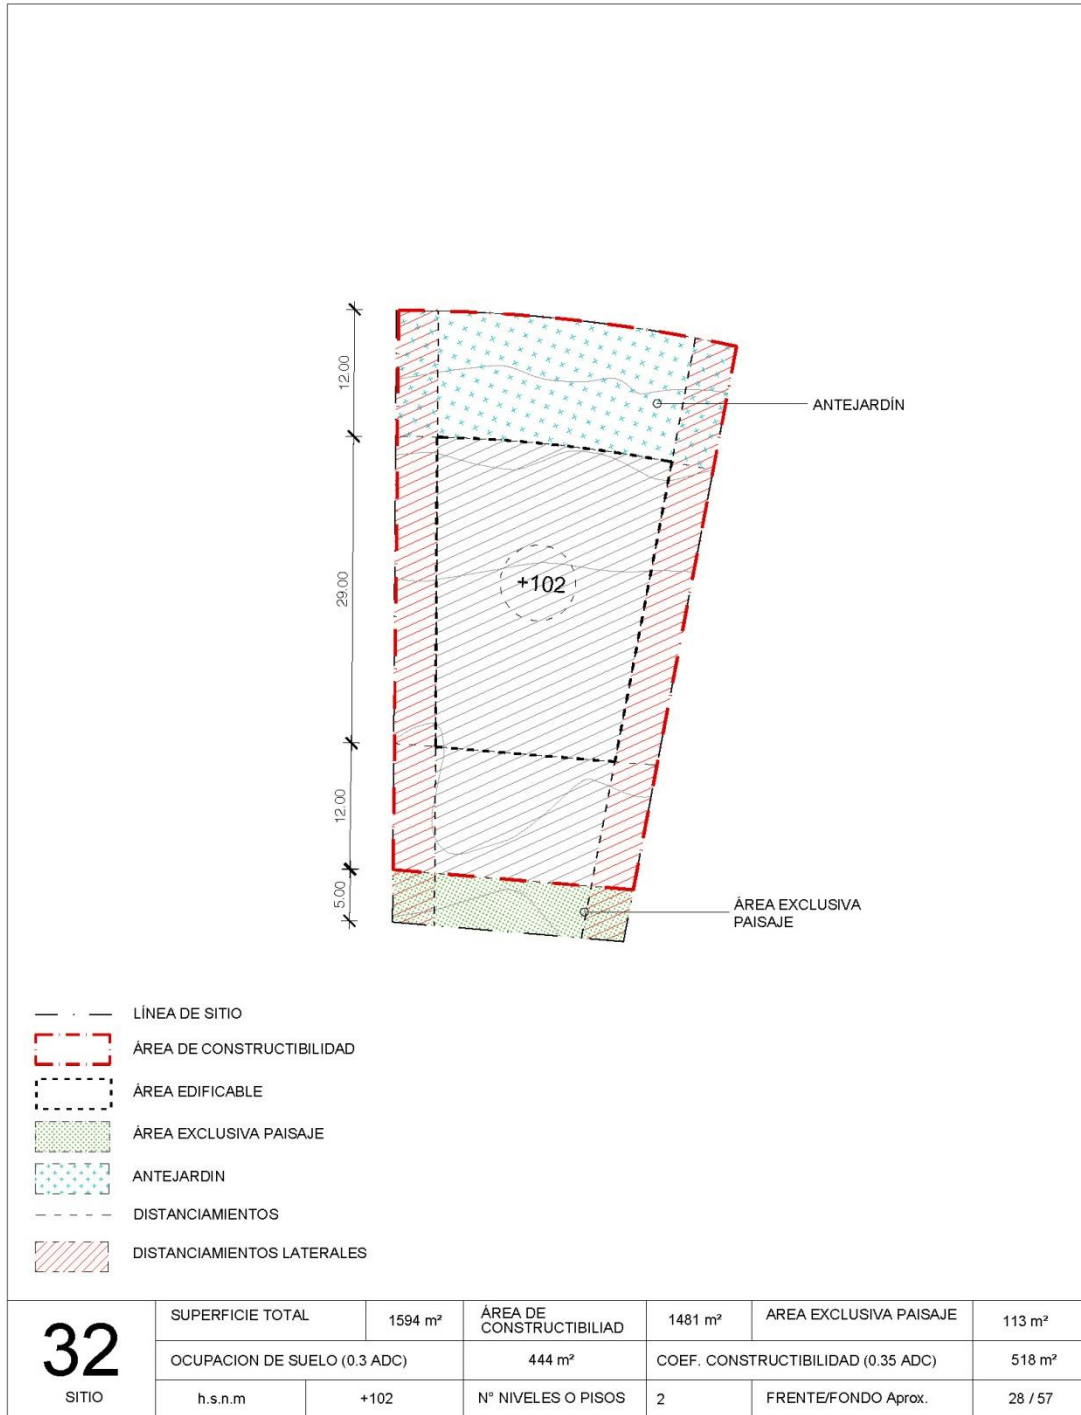 12.00
ANTEJARDÍN
29.00
+102
12.00
5.00
ÁREA EXCLUSIVA
PAISAJE
LÍNEA DE SITIO
ÁREA DE CONSTRUCTIBILIDAD
ÁREA EDIFICABLE
ÁREA EXCLUSIVA PAISAJE
ANTEJARDIN
DISTANCIAMIENTOS
DISTANCIAMIENTOS LATERALES
32
SITIO
SUPERFICIE TOTAL 1594 m² ÁREA DE CONSTRUCTIBILIAD 1481 m² AREA EXCLUSIVA PAISAJE 113 m²
OCUPACION DE SUELO (0.3 ADC) 444 m² COEF. CONSTRUCTIBILIDAD (0.35 ADC) 518 m²
h.s.n.m +102 N° NIVELES O PISOS 2 FRENTE/FONDO Aprox. 28 / 57